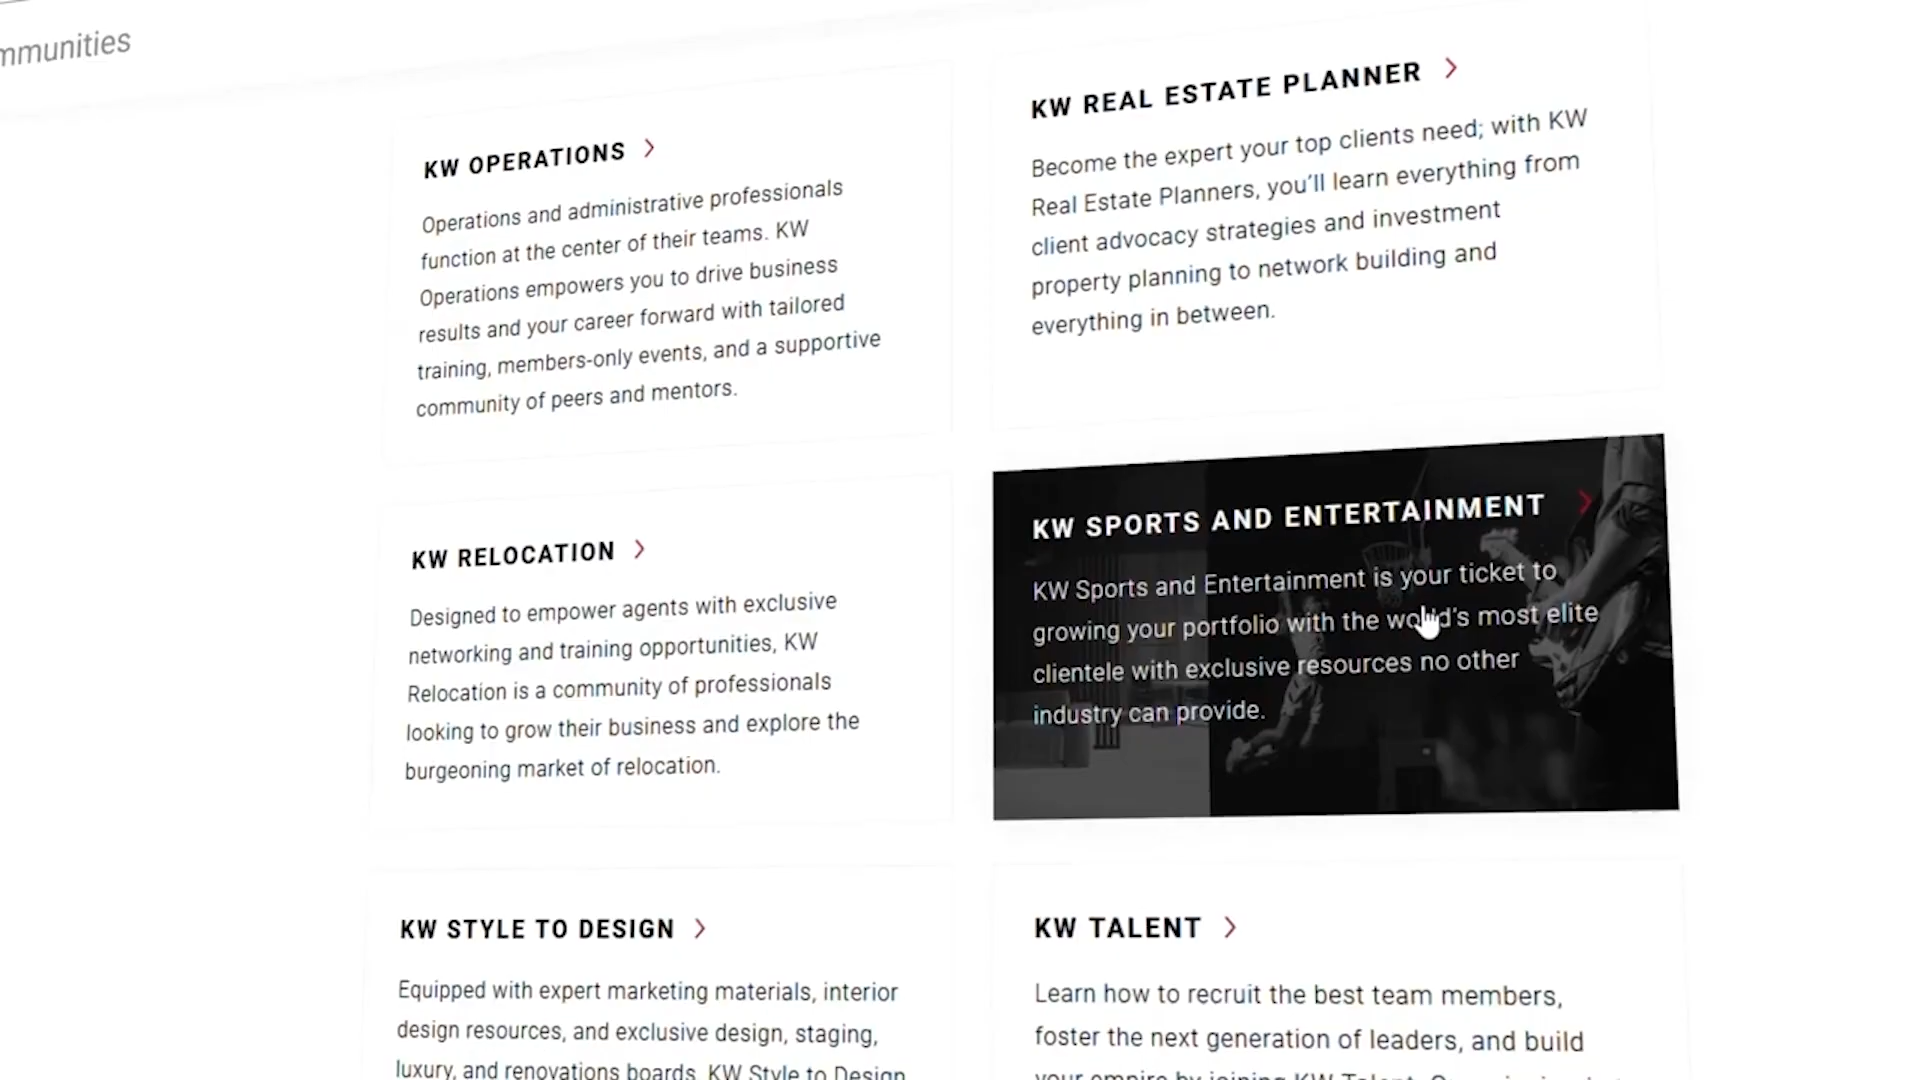 mmunities
KW OPERATIONS
Operations and administrative professionals
function at the center of their teams. KW
Operations empowers you to drive business
results and your career forward with tailored
training, members-only events, and a supportive
community of peers and mentors.
KW REAL ESTATE PLANNER
Become the expert your top clients need; with KW
Real Estate Planners, you'll learn everything from
client advocacy strategies and investment
property planning to network building and
everything in between.
KW RELOCATION
Designed to empower agents with exclusive
networking and training opportunities, KW
Relocation is a community of professionals
looking to grow their business and explore the
burgeoning market of relocation.
KW SPORTS AND ENTERTAINMENT
KW Sports and Entertainment is your ticket to
growing your portfolio with the world's most elite
clientele with exclusive resources no other
industry can provide.
KW STYLE TO DESIGN
Equipped with expert marketing materials, interior
design resources, and exclusive design, staging,
luxury, and renovations boards, KW Style to Design
KW TALENT
Learn how to recruit the best team members,
foster the next generation of leaders, and build
your empire by joining KW Talent.